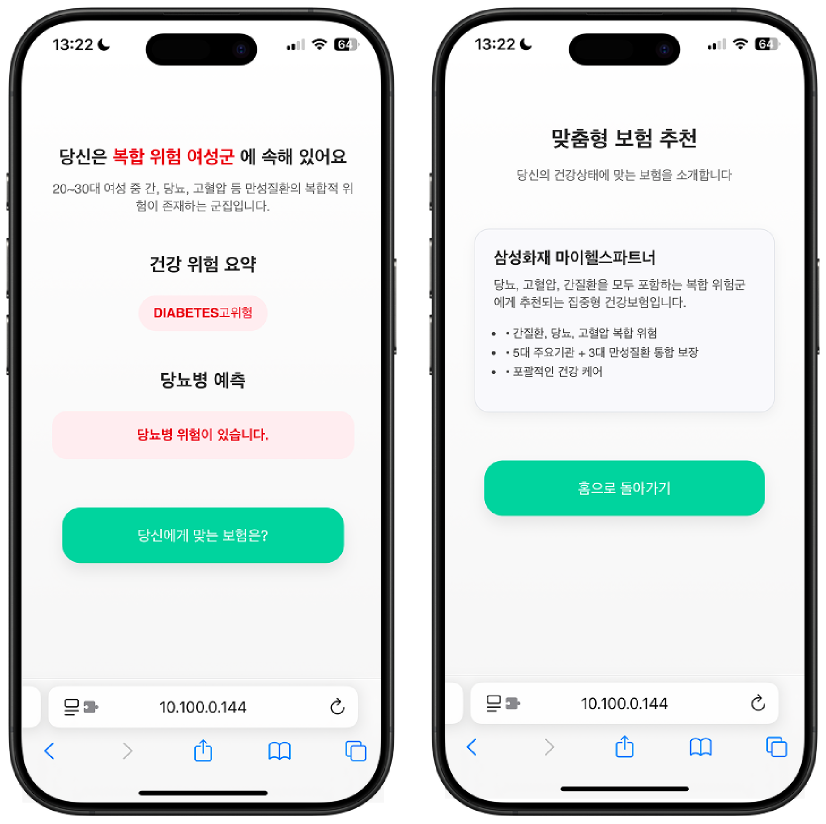 13:22
64
당신은 복합 위험 여성군 에 속해 있어요
20~30대 여성 중 간, 당뇨, 고혈압 등 만성질환의 복합적 위
험이 존재하는 군집입니다.
건강 위험 요약
DIABETES고위험
당뇨병 예측
당뇨병 위험이 있습니다.
당신에게 맞는 보험은?
10.100.0.144
13:22
64
맞춤형 보험 추천
당신의 건강상태에 맞는 보험을 소개합니다
삼성화재 마이헬스파트너
당뇨, 고혈압, 간질환을 모두 포함하는 복합 위험군
에게 추천되는 집중형 건강보험입니다.
• • 간질환, 당뇨, 고혈압 복합 위험
• • 5대 주요기관 + 3대 만성질환 통합 보장
• • 포괄적인 건강 케어
홈으로 돌아가기
10.100.0.144